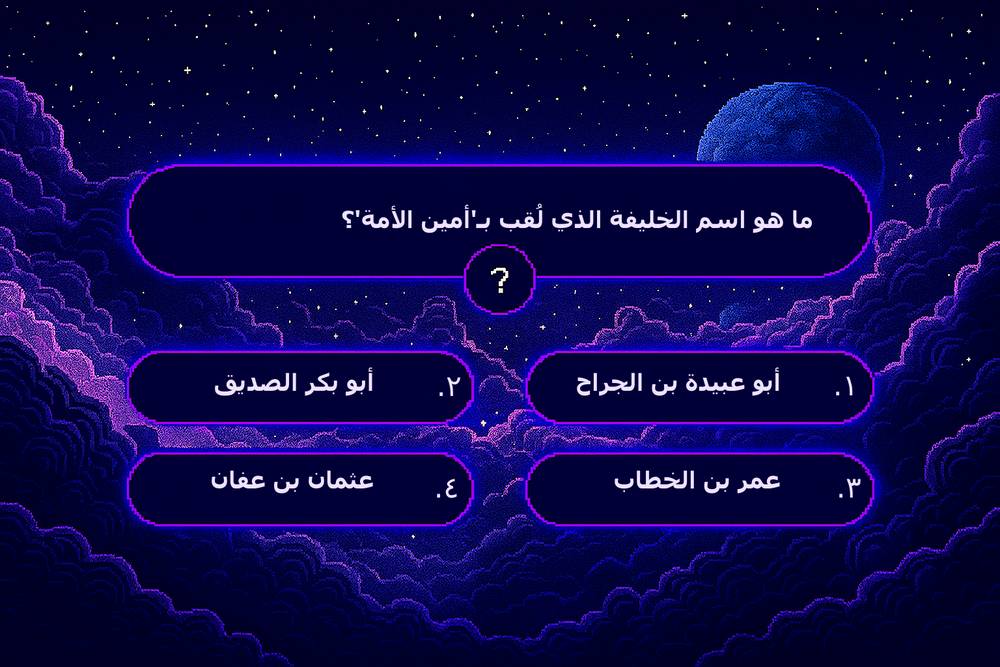 ما هو اسم الخليفة الذي لُقب بـ'أمين الأمة'؟
?
١. أبو عبيدة بن الجراح
٢. أبو بكر الصديق
٣. عمر بن الخطاب
٤. عثمان بن عفان